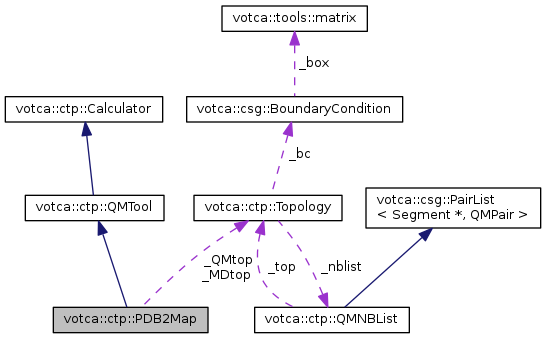 votca::tools::matrix
_box
votca::ctp::Calculator
votca::csg::BoundaryCondition
_bc
votca::ctp::QMTool
votca::ctp::Topology
votca::csg::PairList
< Segment *, QMPair >
_QMtop
_MDtop
_top
_nblist
votca::ctp::PDB2Map
votca::ctp::QMNBList